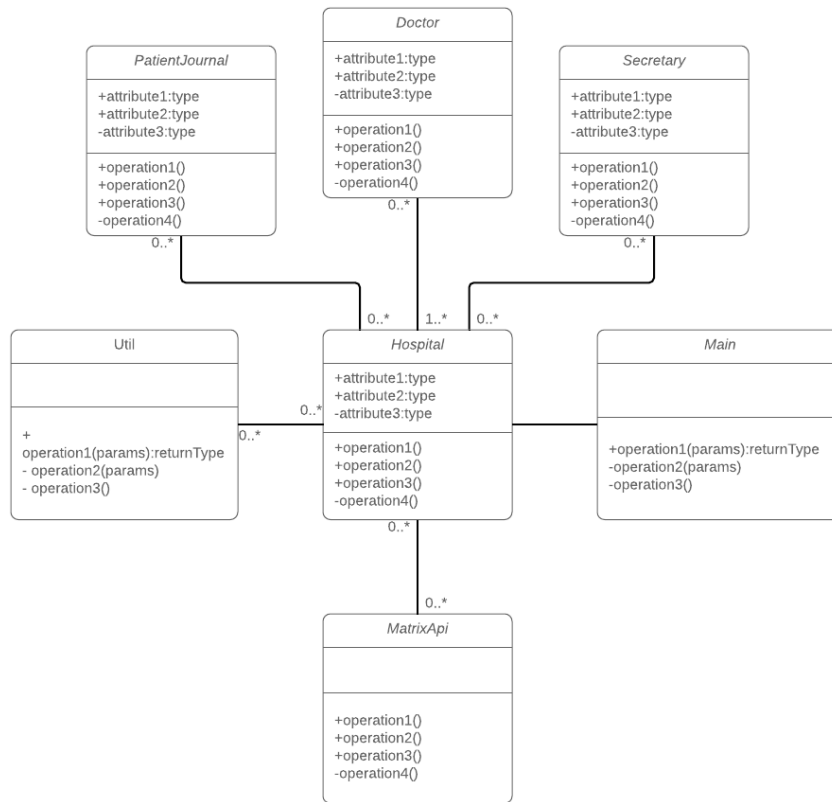 PatientJournal
+attribute1:type
+attribute2:type
-attribute3:type
+operation1()
+operation2()
+operation3()
-operation4()
0..*
Doctor
+attribute1:type
+attribute2:type
-attribute3:type
+operation1()
+operation2()
+operation3()
-operation4()
0..*
Secretary
+attribute1:type
+attribute2:type
-attribute3:type
+operation1()
+operation2()
+operation3()
-operation4()
0..*
0..*
1..*
0..*
Util
+
operation1(params):returnType
- operation2(params)
- operation3()
0..*
0..*
Hospital
+attribute1:type
+attribute2:type
-attribute3:type
+operation1()
+operation2()
+operation3()
-operation4()
0..*
Main
+operation1(params):returnType
-operation2(params)
-operation3()
0..*
MatrixApi
+operation1()
+operation2()
+operation3()
-operation4()